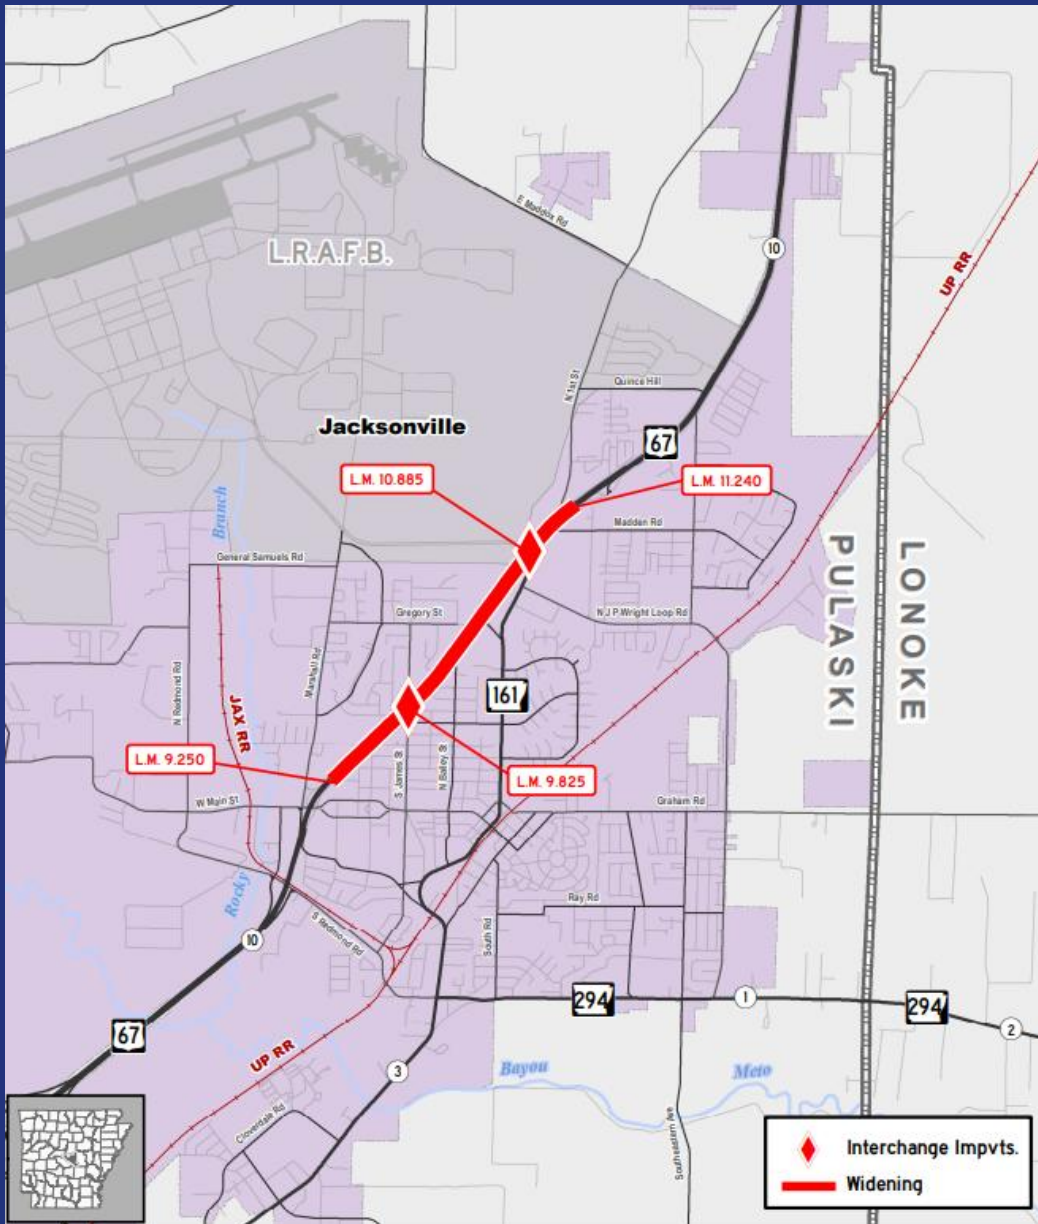 E Maddox Rd
10
L.R.A.F.B.
UP RR
Quince Hill
N 1st St
Jacksonville
67
L.M. 10.885
L.M. 11.240
Branch
Madden Rd
PULASKI
LONOKE
General Samuels Rd
Gregory St
N J P Wright Loop Rd
Marshall Rd
N Redmond Rd
161
JAX RR
L.M. 9.250
S James St
N Bailey St
L.M. 9.825
W Main St
Graham Rd
Rocky
Ray Rd
S Redmond Rd
South Rd
10
294
1
294
2
67
UP RR
3
Bayou
Meto
Cloverdale Rd
Southeastern Ave
Interchange Impvts.
Widening